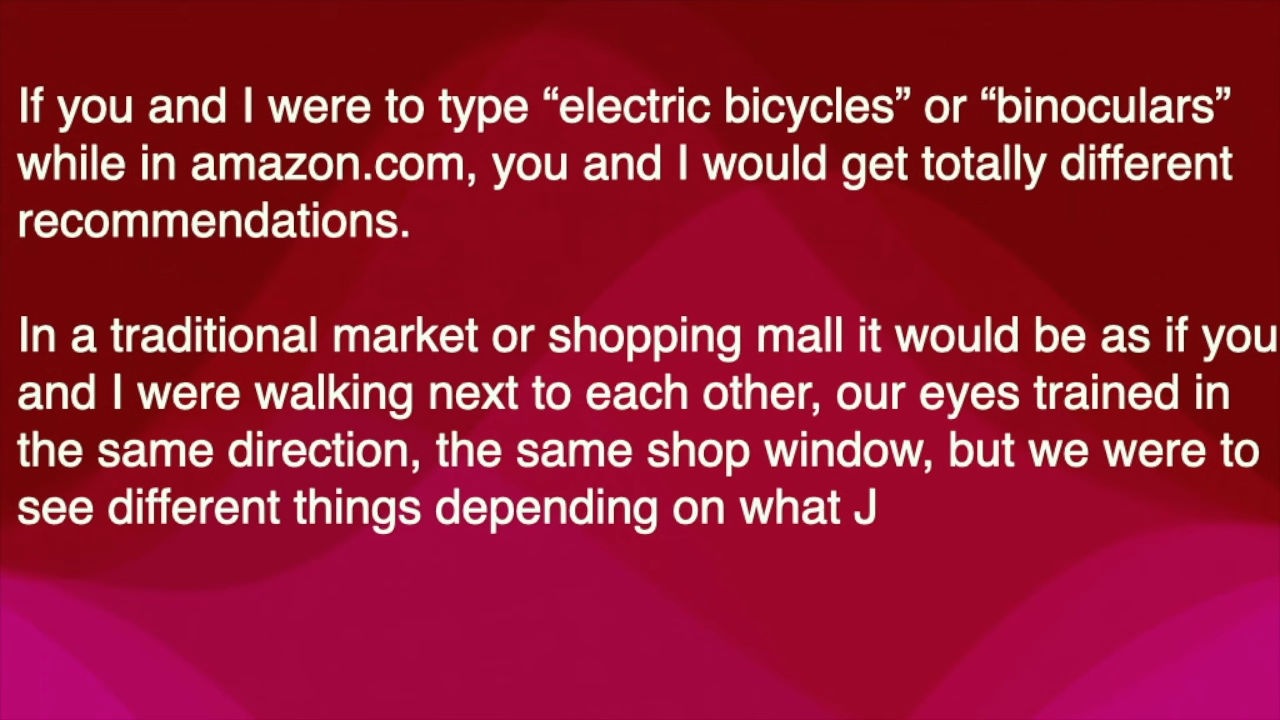 If you and I were to type “electric bicycles” or “binoculars”
while in amazon.com, you and I would get totally different
recommendations.
In a traditional market or shopping mall it would be as if you
and I were walking next to each other, our eyes trained in
the same direction, the same shop window, but we were to
see different things depending on what J